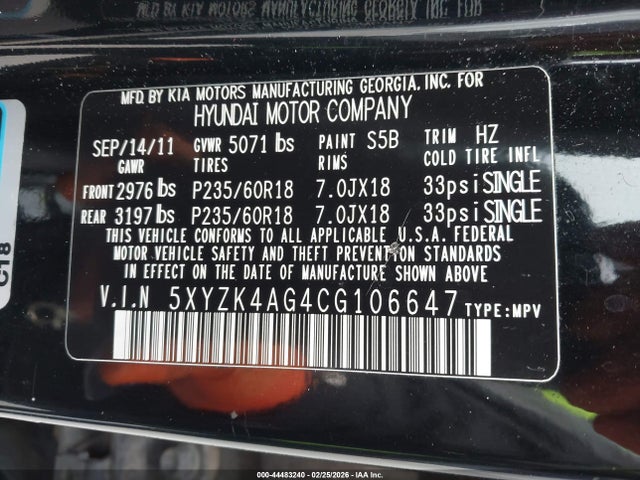 MFD BY KIA MOTORS MANUFACTURING GEORGIA, INC. FOR
HYUNDAI MOTOR COMPANY
SEP/14/11 GVWR 5071 lbs PAINT S5B TRIM HZ
GAWR TIRES RIMS COLD TIRE INFL
FRONT 2976 lbs P235/60R18 7.0JX18 33psi SINGLE
REAR 3197 lbs P235/60R18 7.0JX18 33psi SINGLE
THIS VEHICLE CONFORMS TO ALL APPLICABLE U.S.A. FEDERAL
MOTOR VEHICLE SAFETY AND THEFT PREVENTION STANDARDS
IN EFFECT ON THE DATE OF MANUFACTURE SHOWN ABOVE
V.I.N 5XYZK4AG4CG106647 TYPE:MPV
C18
000-44483240 - 02/25/2026 - IAA Inc.